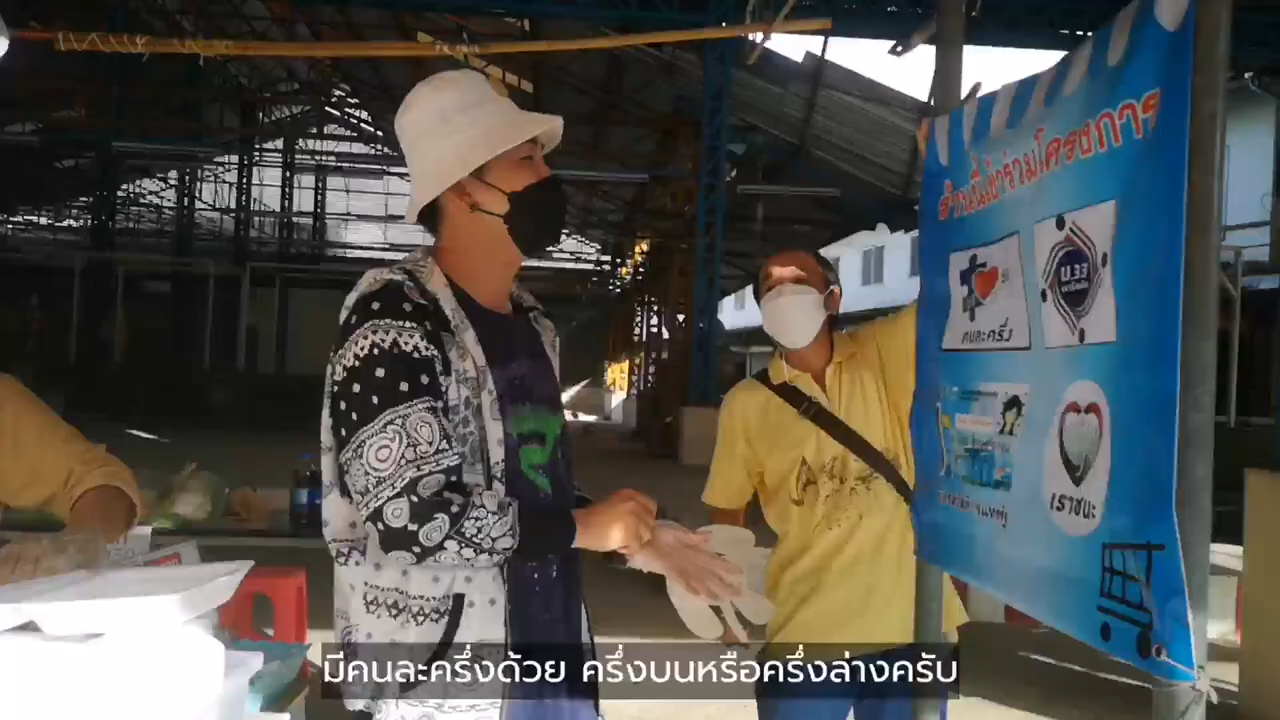 ร้านนี้เข้าร่วมโครงการ
คนละครึ่ง
ม.33
เราชนะ
มีคนละครึ่งด้วย ครึ่งบนหรือครึ่งล่างครับ